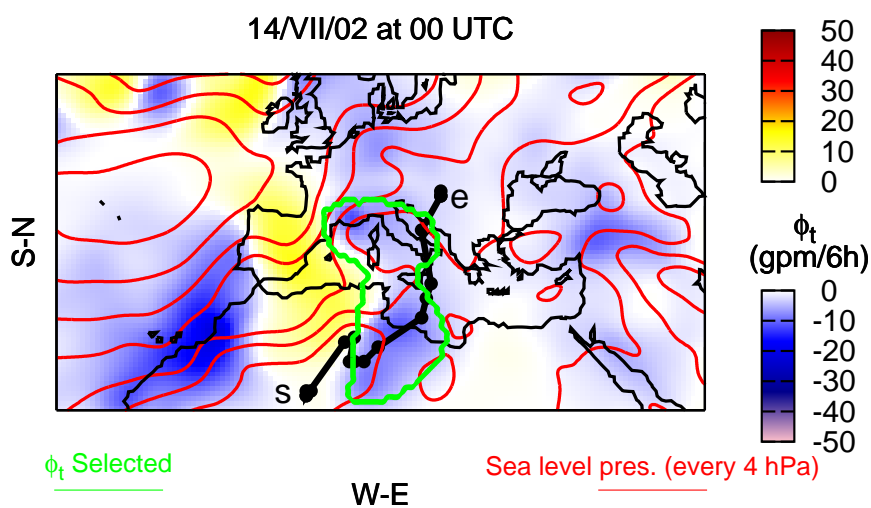 14/VII/02 at 00 UTC
50
40
30
20
10
0
S-N
e
s
ϕt
(gpm/6h)
0
-10
-20
-30
-40
-50
ϕt Selected
Sea level pres. (every 4 hPa)
W-E